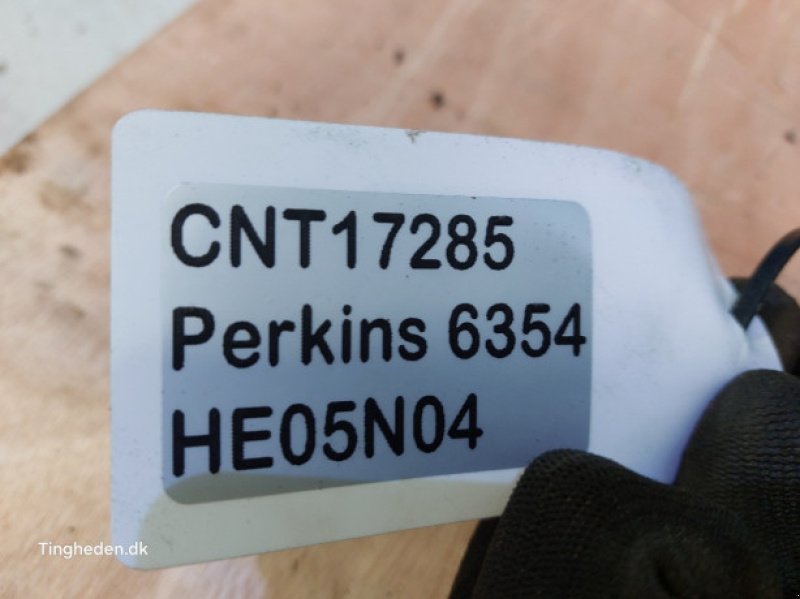 CNT17285
Perkins 6354
HE05N04
Tingheden.dk